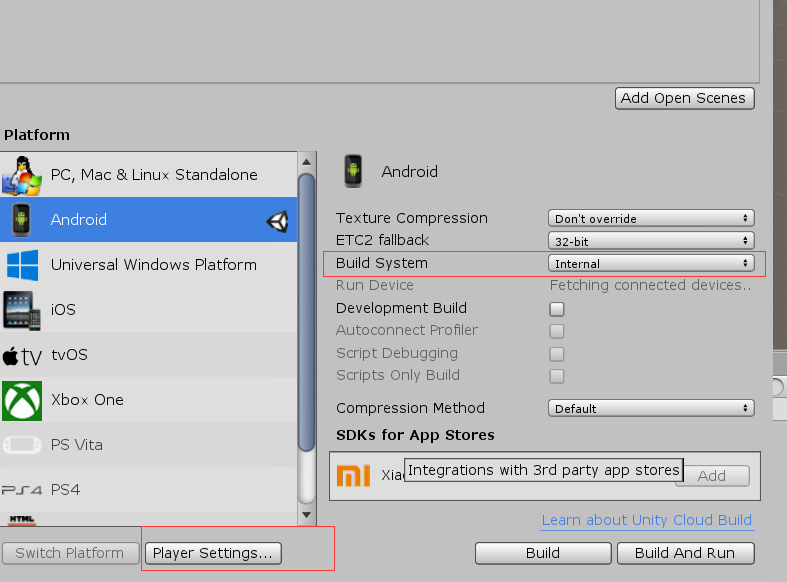 Add Open Scenes
Platform
PC, Mac & Linux Standalone
Android
Universal Windows Platform
iOS
tv tvOS
Xbox One
PS Vita
PS4 PS4
HTML
Switch Platform
Player Settings...
Android
Texture Compression Don't override
ETC2 fallback 32-bit
Build System Internal
Run Device Fetching connected devices..
Development Build
Autoconnect Profiler
Script Debugging
Scripts Only Build
Compression Method Default
SDKs for App Stores
Integrations with 3rd party app stores
Add
Learn about Unity Cloud Build
Build
Build And Run